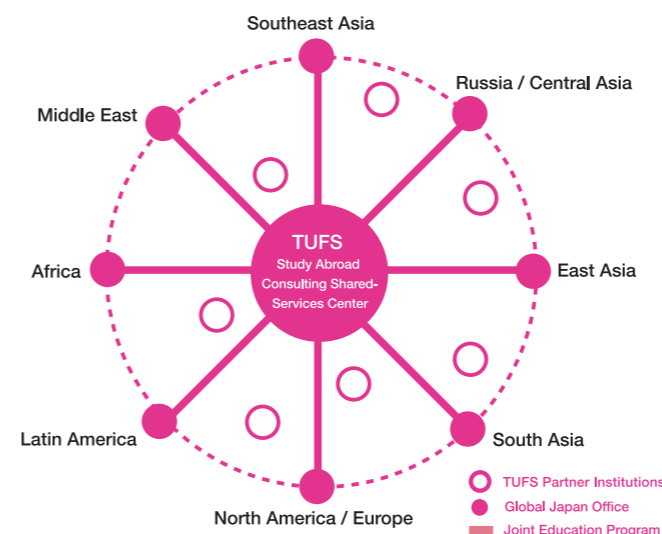 Southeast Asia
Russia / Central Asia
Middle East
TUFS
Study Abroad
Consulting Shared-
Services Center
Africa
East Asia
Latin America
South Asia
North America / Europe
TUFS Partner Institutions
Global Japan Office
Joint Education Program